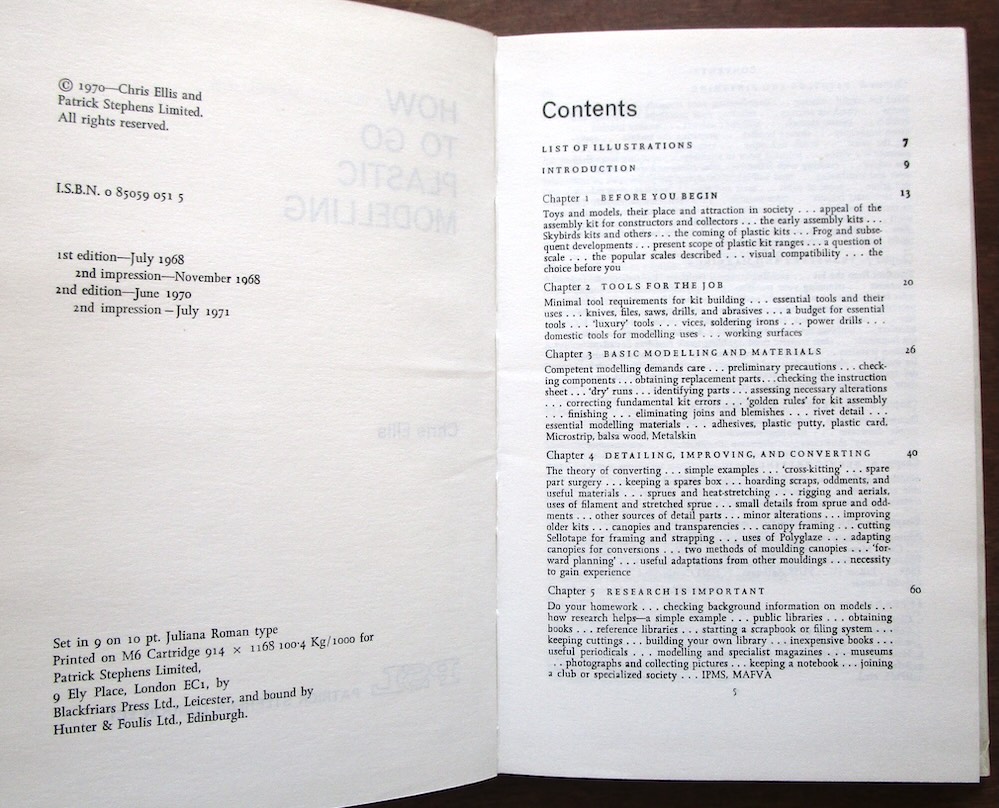 © 1970—Chris Ellis and
Patrick Stephens Limited.
All rights reserved.
I.S.B.N. 0 85059 051 5
1st edition—July 1968
2nd impression—November 1968
2nd edition—June 1970
2nd impression—July 1971
Set in 9 on 10 pt. Juliana Roman type
Printed on M6 Cartridge 914 × 1168 100·4 Kg/1000 for
Patrick Stephens Limited,
9 Ely Place, London EC1, by
Blackfriars Press Ltd., Leicester, and bound by
Hunter & Foulis Ltd., Edinburgh.
HOW
TO GO
PLASTIC
MODELLING
Chris Ellis
Contents
LIST OF ILLUSTRATIONS 7
INTRODUCTION 9
Chapter 1 BEFORE YOU BEGIN 13
Toys and models, their place and attraction in society . . . appeal of the
assembly kit for constructors and collectors . . . the early assembly kits . . .
Skybirds kits and others . . . the coming of plastic kits . . . Frog and subse-
quent developments . . . present scope of plastic kit ranges . . . a question of
scale . . . the popular scales described . . . visual compatibility . . . the
choice before you
Chapter 2 TOOLS FOR THE JOB 20
Minimal tool requirements for kit building . . . essential tools and their
uses . . . knives, files, saws, drills, and abrasives . . . a budget for essential
tools . . . 'luxury' tools . . . vices, soldering irons . . . power drills . . .
domestic tools for modelling uses . . . working surfaces
Chapter 3 BASIC MODELLING AND MATERIALS 26
Competent modelling demands care . . . preliminary precautions . . . check-
ing components . . . obtaining replacement parts . . . checking the instruction
sheet . . . 'dry' runs . . . identifying parts . . . assessing necessary alterations
. . . correcting fundamental kit errors . . . 'golden rules' for kit assembly
. . . finishing . . . eliminating joins and blemishes . . . rivet detail . . .
essential modelling materials . . . adhesives, plastic putty, plastic card,
Microstrip, balsa wood, Metalskin
Chapter 4 DETAILING, IMPROVING, AND CONVERTING 40
The theory of converting . . . simple examples . . . 'cross-kitting' . . . spare
part surgery . . . keeping a spares box . . . hoarding scraps, oddments, and
useful materials . . . sprues and heat-stretching . . . rigging and aerials,
uses of filament and stretched sprue . . . small details from sprue and odd-
ments . . . other sources of detail parts . . . minor alterations . . . improving
older kits . . . canopies and transparencies . . . canopy framing . . . cutting
Sellotape for framing and strapping . . . uses of Polyglaze . . . adapting
canopies for conversions . . . two methods of moulding canopies . . . 'for-
ward planning' . . . useful adaptations from other mouldings . . . necessity
to gain experience
Chapter 5 RESEARCH IS IMPORTANT 60
Do your homework . . . checking background information on models . . .
how research helps—a simple example . . . public libraries . . . obtaining
books . . . reference libraries . . . starting a scrapbook or filing system . . .
keeping cuttings . . . building your own library . . . inexpensive books . . .
useful periodicals . . . modelling and specialist magazines . . . museums
. . photographs and collecting pictures . . . keeping a notebook . . . joining
a club or specialized society . . . IPMS, MAFVA
5